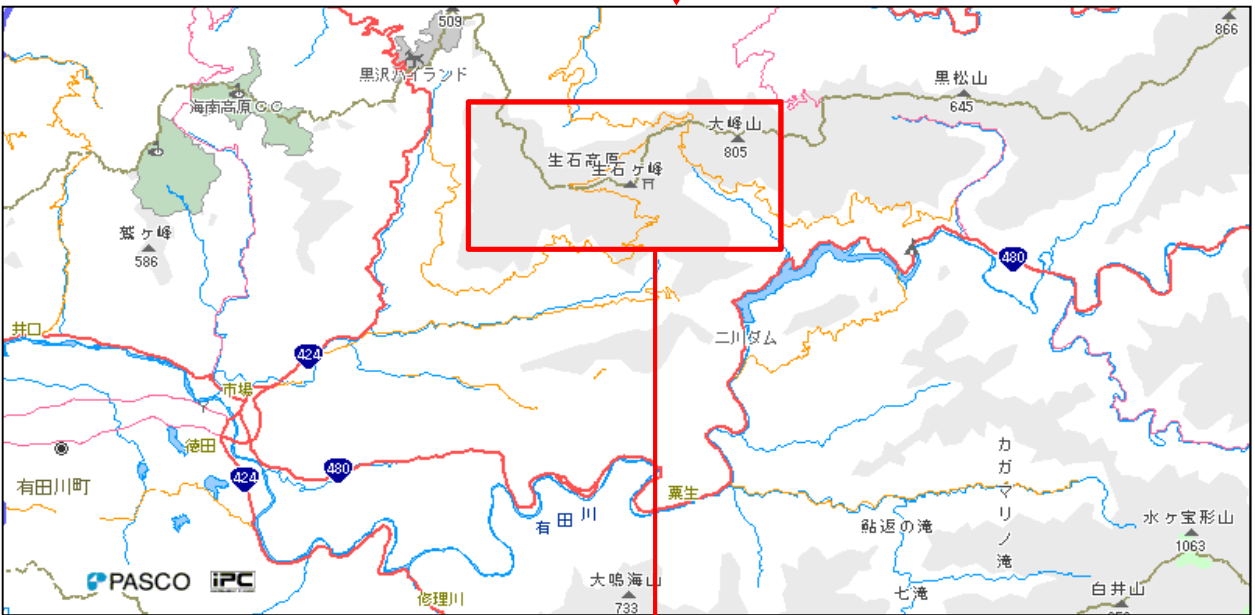 509
866
黒沢ハイランド
黒松山
645
海南高原CC
大峰山
805
生石高原
生石ヶ峰
鷲ヶ峰
586
480
井口
二川ダム
424
市場
徳田
480
424
有田川町
粟生
有田川
カガマリノ滝
鮎返の滝
水ヶ宝形山
1063
大鳴海山
733
PASCO iPC
修理川
七滝
白井山